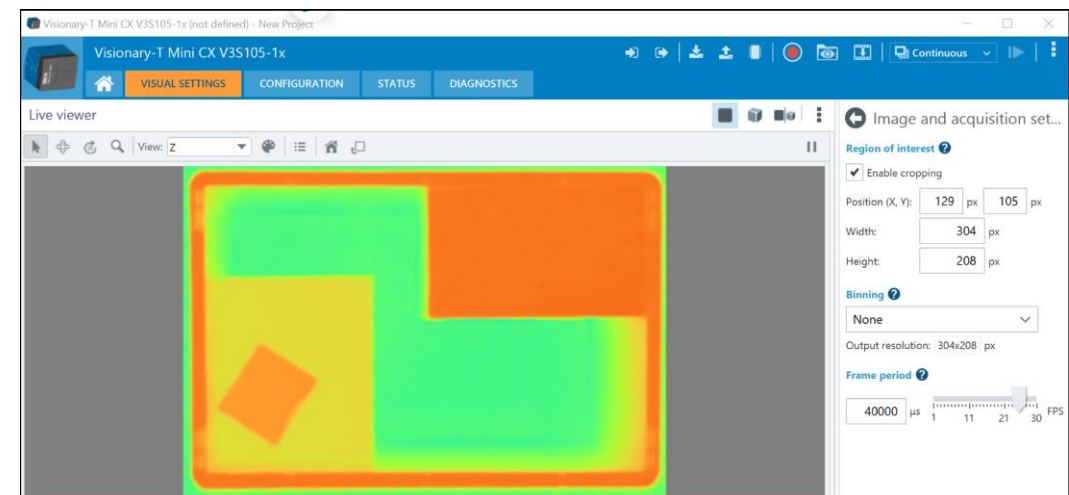 Visionary-T Mini CX V3S105-1x (not defined) - New Project
Visionary-T Mini CX V3S105-1x
Continuous
VISUAL SETTINGS CONFIGURATION STATUS DIAGNOSTICS
Live viewer
View: Z
Image and acquisition set...
Region of interest ?
Enable cropping
Position (X, Y): 129 px 105 px
Width: 304 px
Height: 208 px
Binning ?
None
Output resolution: 304x208 px
Frame period ?
40000 µs
1 11 21 30 FPS